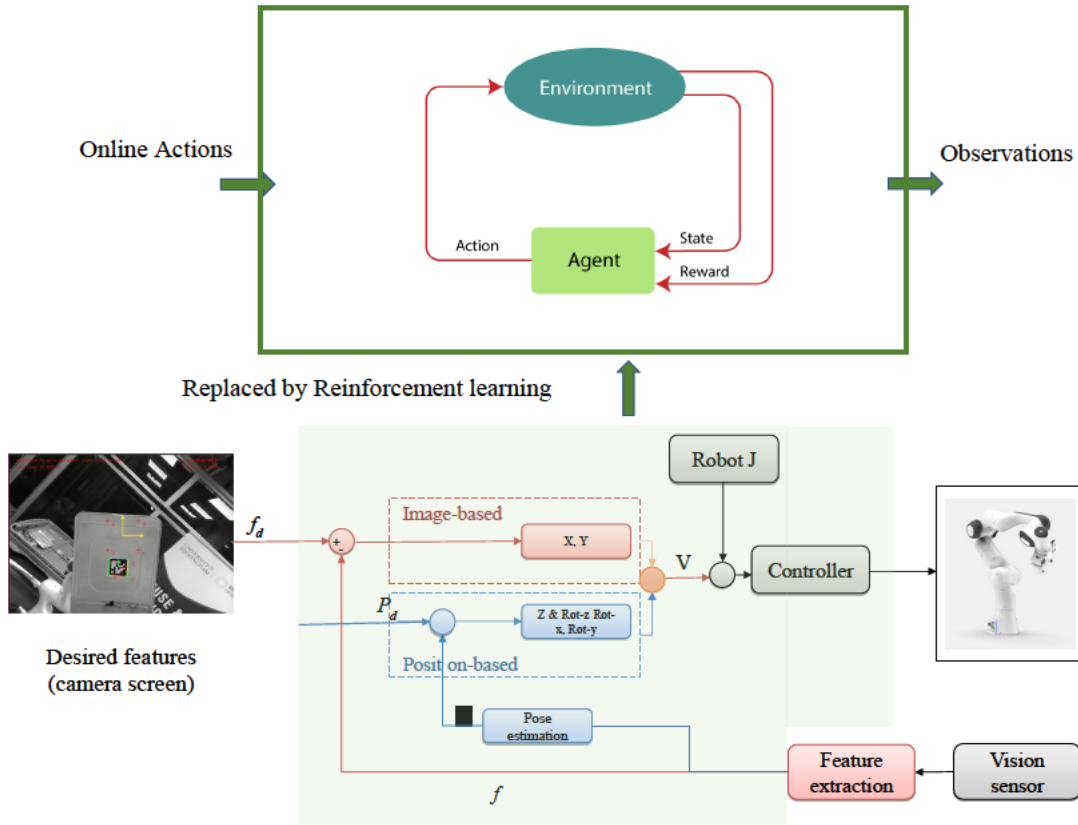 Environment
Online Actions
Observations
Action
State
Agent
Reward
Replaced by Reinforcement learning
Robot J
Image-based
f_d
+
-
X, Y
V
Controller
P_d
Z & Rot-z Rot-
x, Rot-y
Posit on-based
Desired features
(camera screen)
Pose
estimation
Feature
extraction
Vision
sensor
f